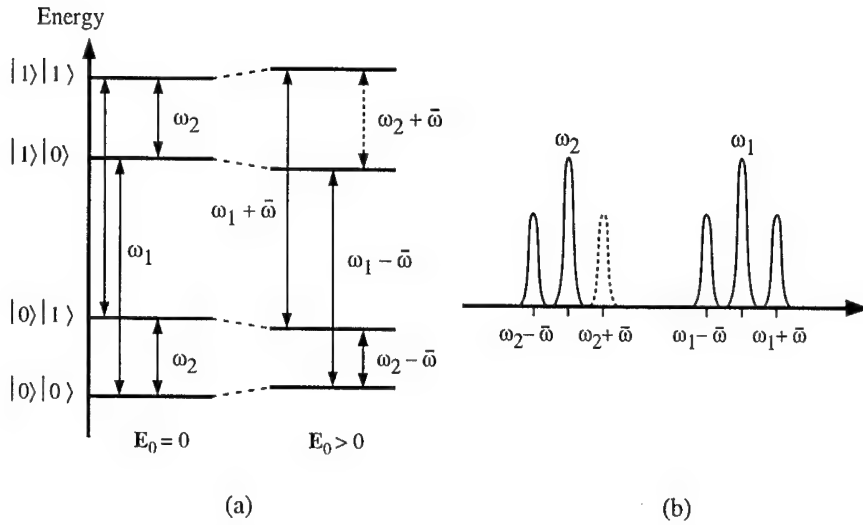 Energy
|1⟩|1⟩
ω₂
ω₂ + ω̄
|1⟩|0⟩
ω₁ + ω̄
ω₁
ω₁ − ω̄
|0⟩|1⟩
ω₂
ω₂ − ω̄
|0⟩|0⟩
E₀ = 0
E₀ > 0
(a)
ω₂
ω₁
ω₂− ω̄
ω₂+ ω̄
ω₁− ω̄
ω₁+ ω̄
(b)